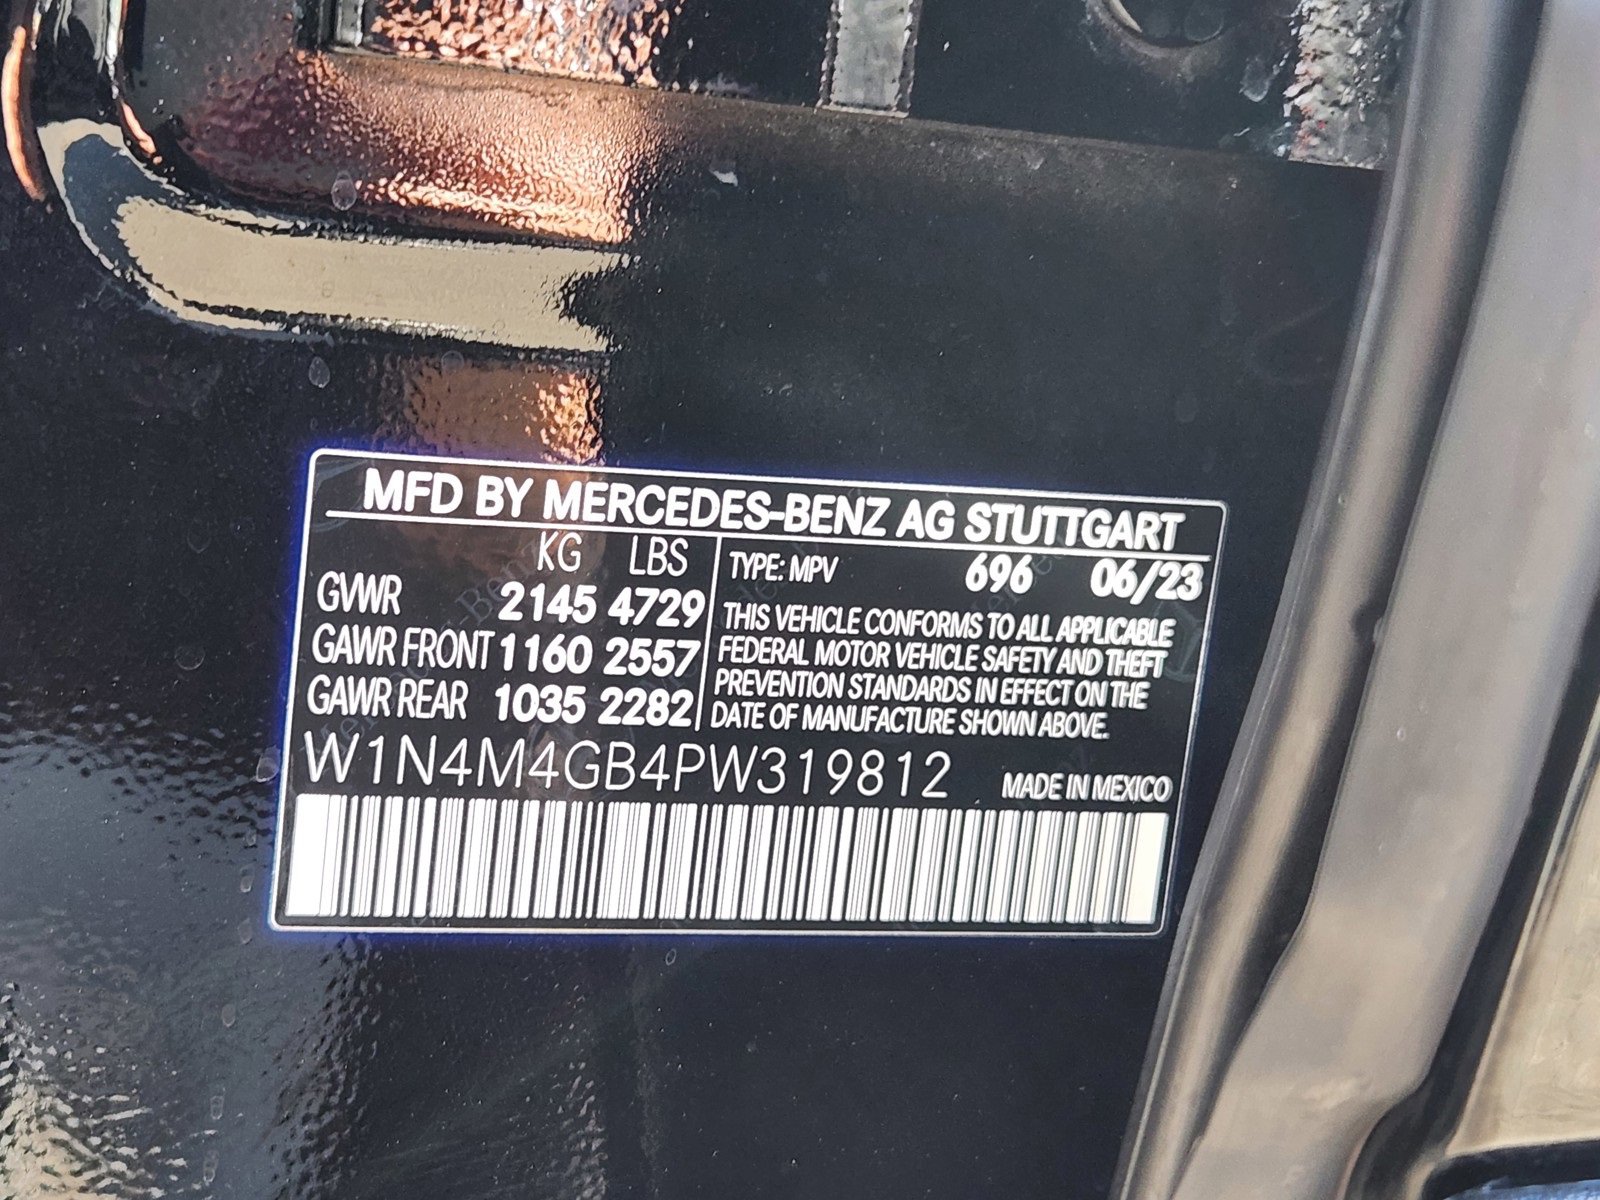 MFD BY MERCEDES-BENZ AG STUTTGART
KG LBS
GVWR 2145 4729
GAWR FRONT 1160 2557
GAWR REAR 1035 2282
TYPE: MPV 696 06/23
THIS VEHICLE CONFORMS TO ALL APPLICABLE
FEDERAL MOTOR VEHICLE SAFETY AND THEFT
PREVENTION STANDARDS IN EFFECT ON THE
DATE OF MANUFACTURE SHOWN ABOVE.
W1N4M4GB4PW319812
MADE IN MEXICO